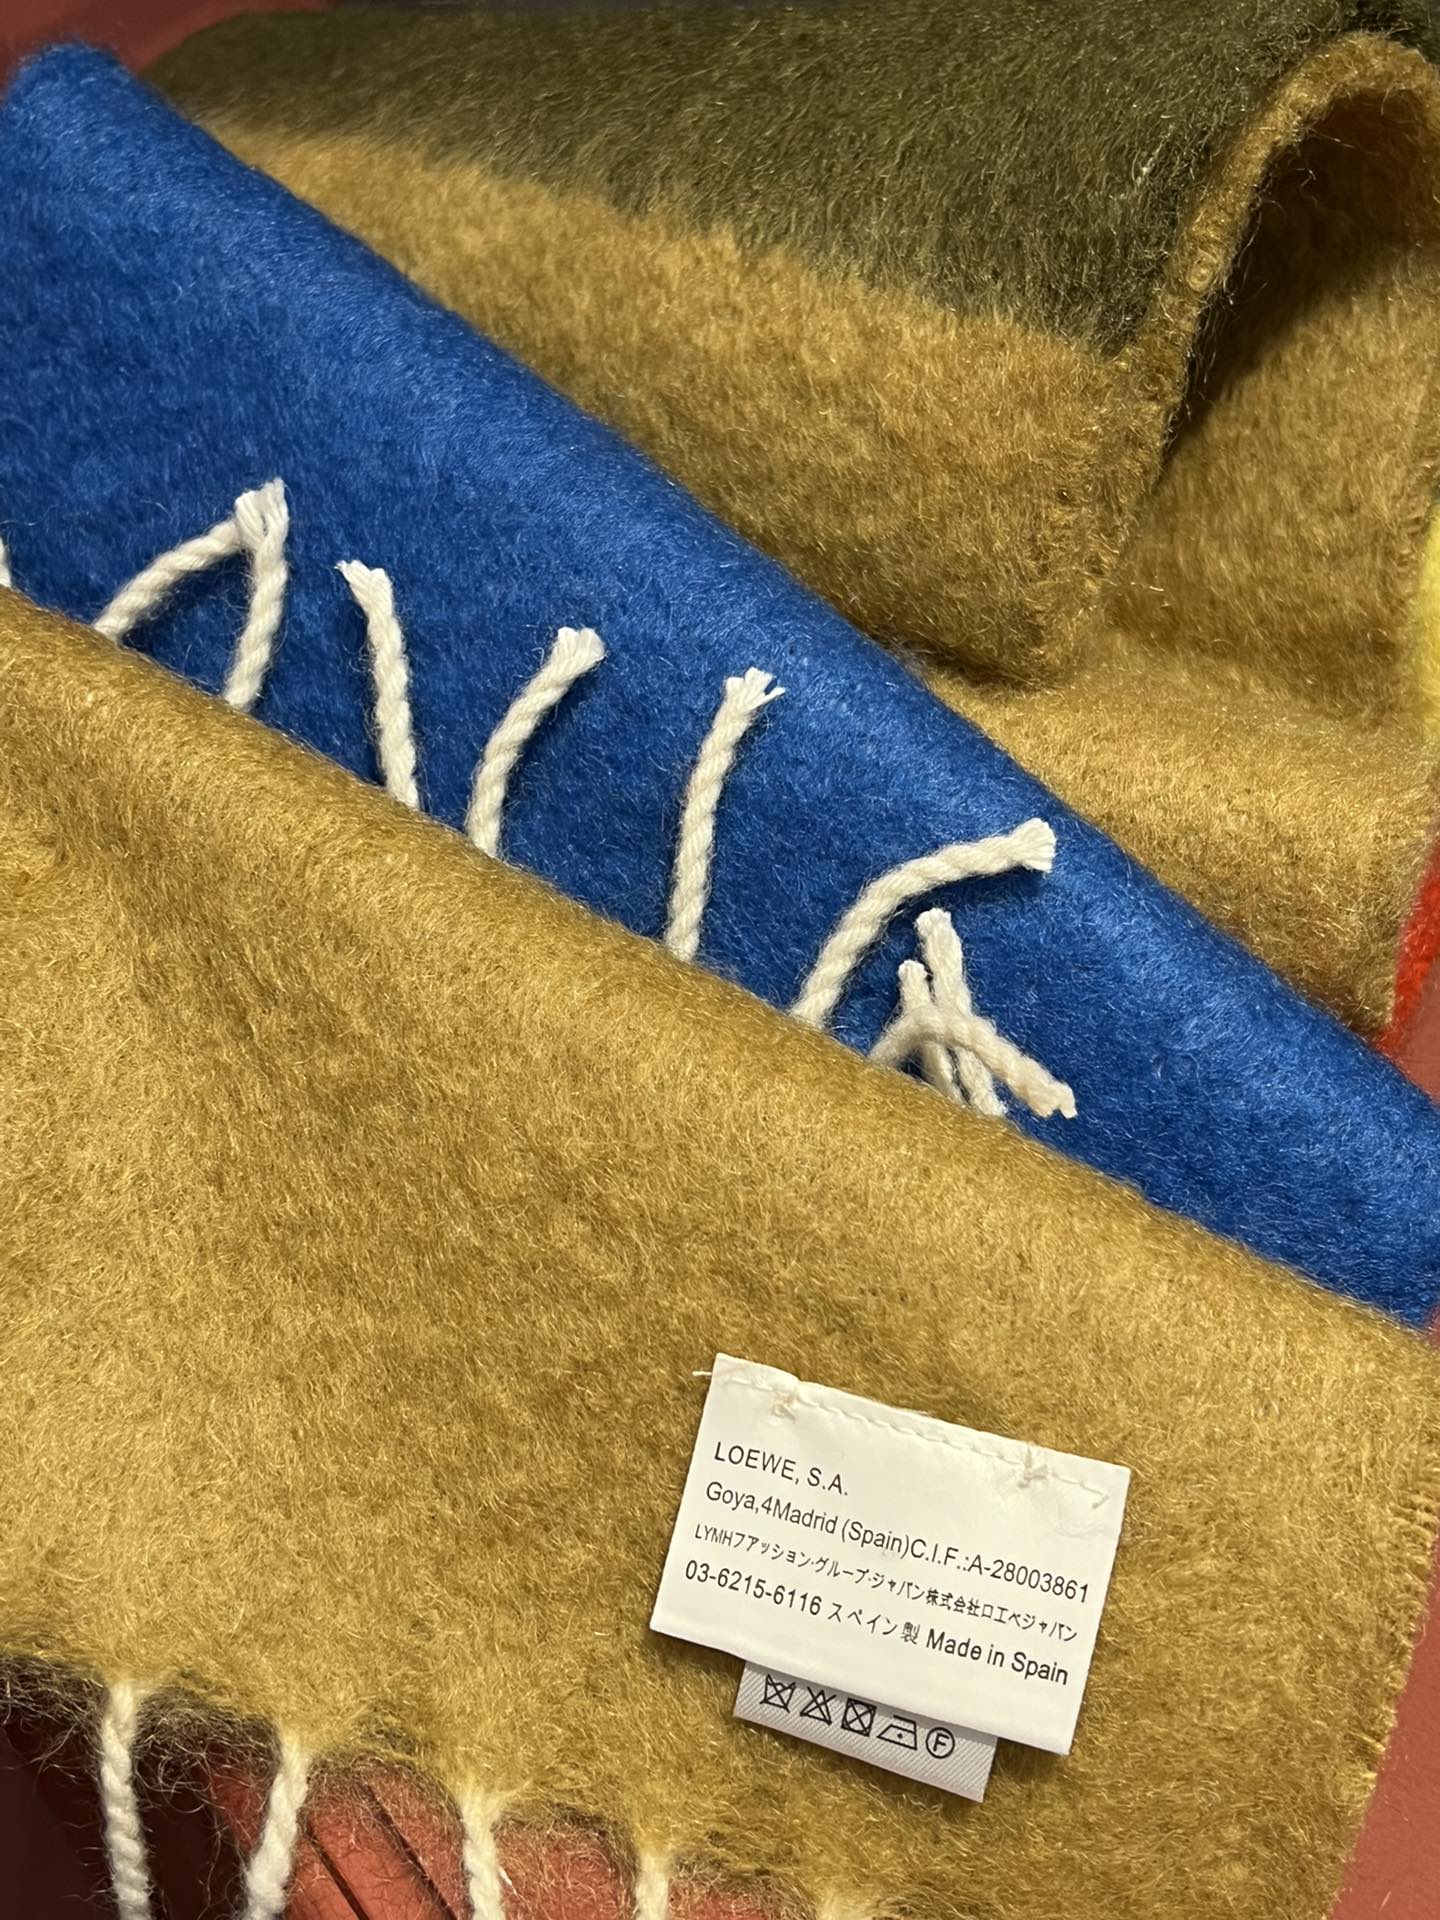 LOEWE, S.A.
Goya,4Madrid (Spain)C.I.F.:A-28003861
LYMHファッション·グループ·ジャパン株式会社ロエベジャパン
03-6215-6116 スペイン製 Made in Spain
F